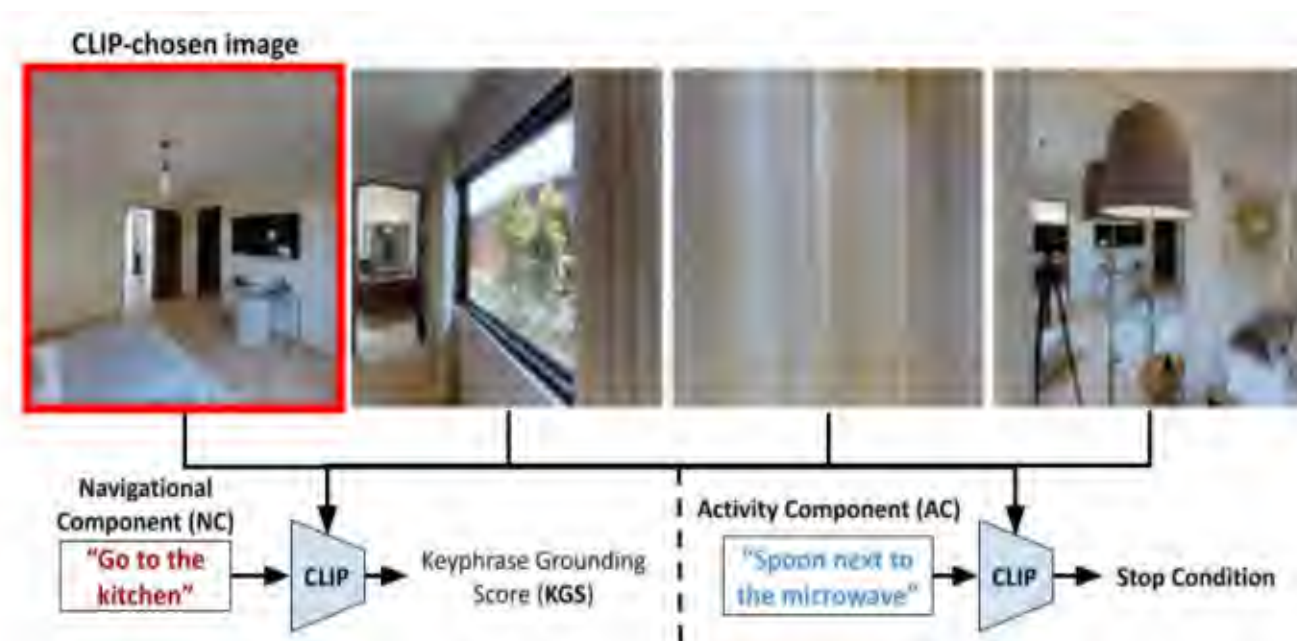 CLIP-chosen image
Navigational
Component (NC)
"Go to the
kitchen"
CLIP
Keyphrase Grounding
Score (KGS)
Activity Component (AC)
"Spoon next to
the microwave"
CLIP
Stop Condition